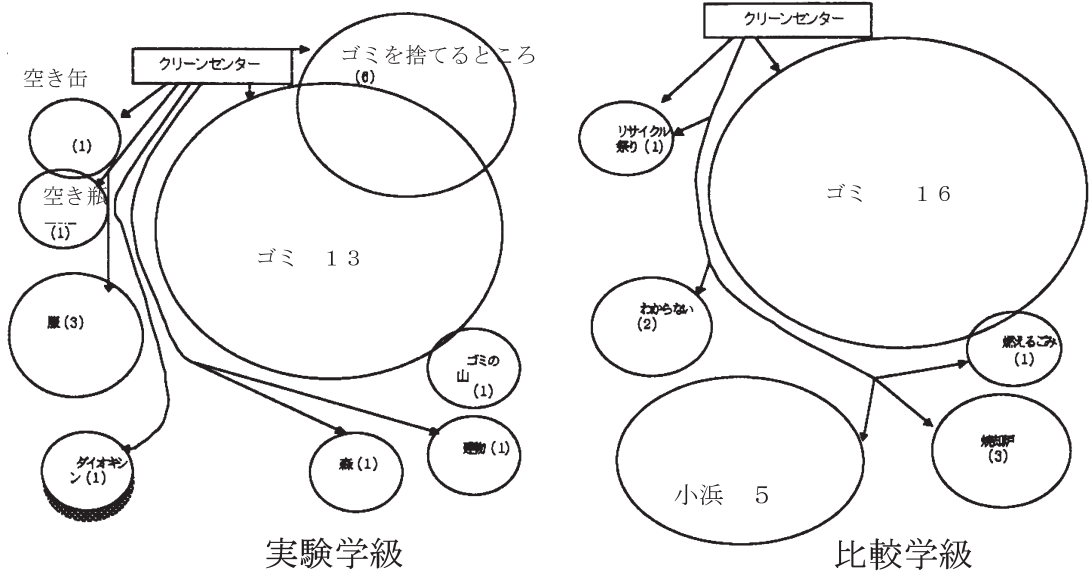 クリーンセンター
ゴミを捨てるところ
(6)
空き缶
(1)
空き瓶
(1)
ゴミ 13
服(3)
ゴミの
山
(1)
ダイオキシ
ン(1)
森(1)
建物(1)
実験学級
クリーンセンター
リサイクル
祭り(1)
ゴミ 16
わからない
(2)
燃えるごみ
(1)
小浜 5
焼却炉
(3)
比較学級